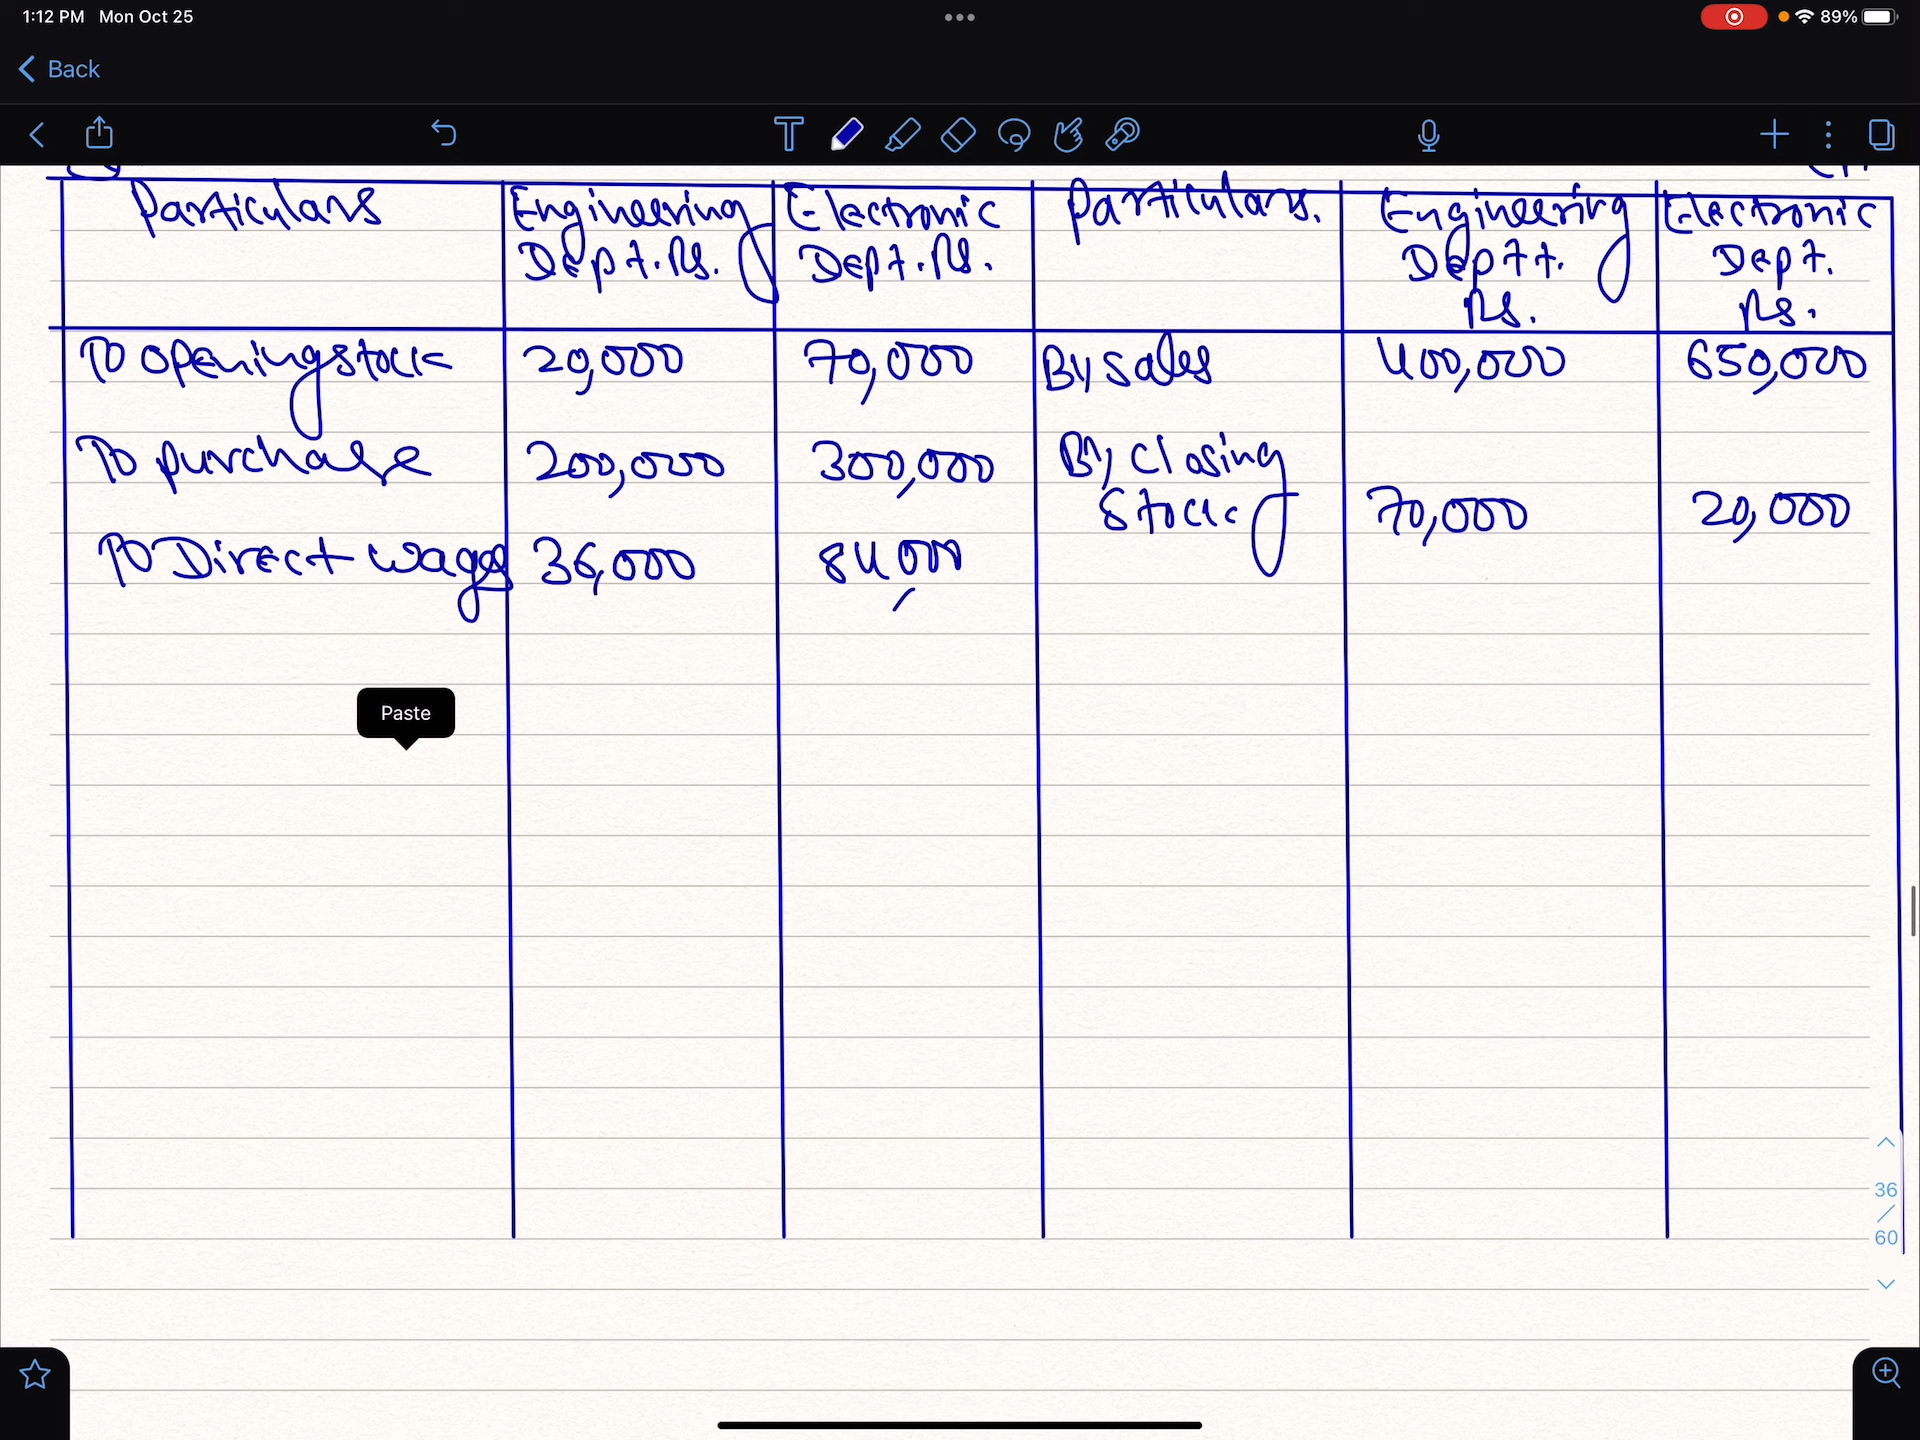 1:12 PM Mon Oct 25
89%
Back
Particulars Engineering Dept. Rs. Electronic Dept. Rs. Particulars. Engineering Deptt. Rs. Electronic Dept. Rs.
To opening stock 20,000 70,000 By Sales 400,000 650,000
To purchase 200,000 300,000 By Closing
Stock 70,000 20,000
To Direct wages 36,000 84,000
Paste
36
/
60